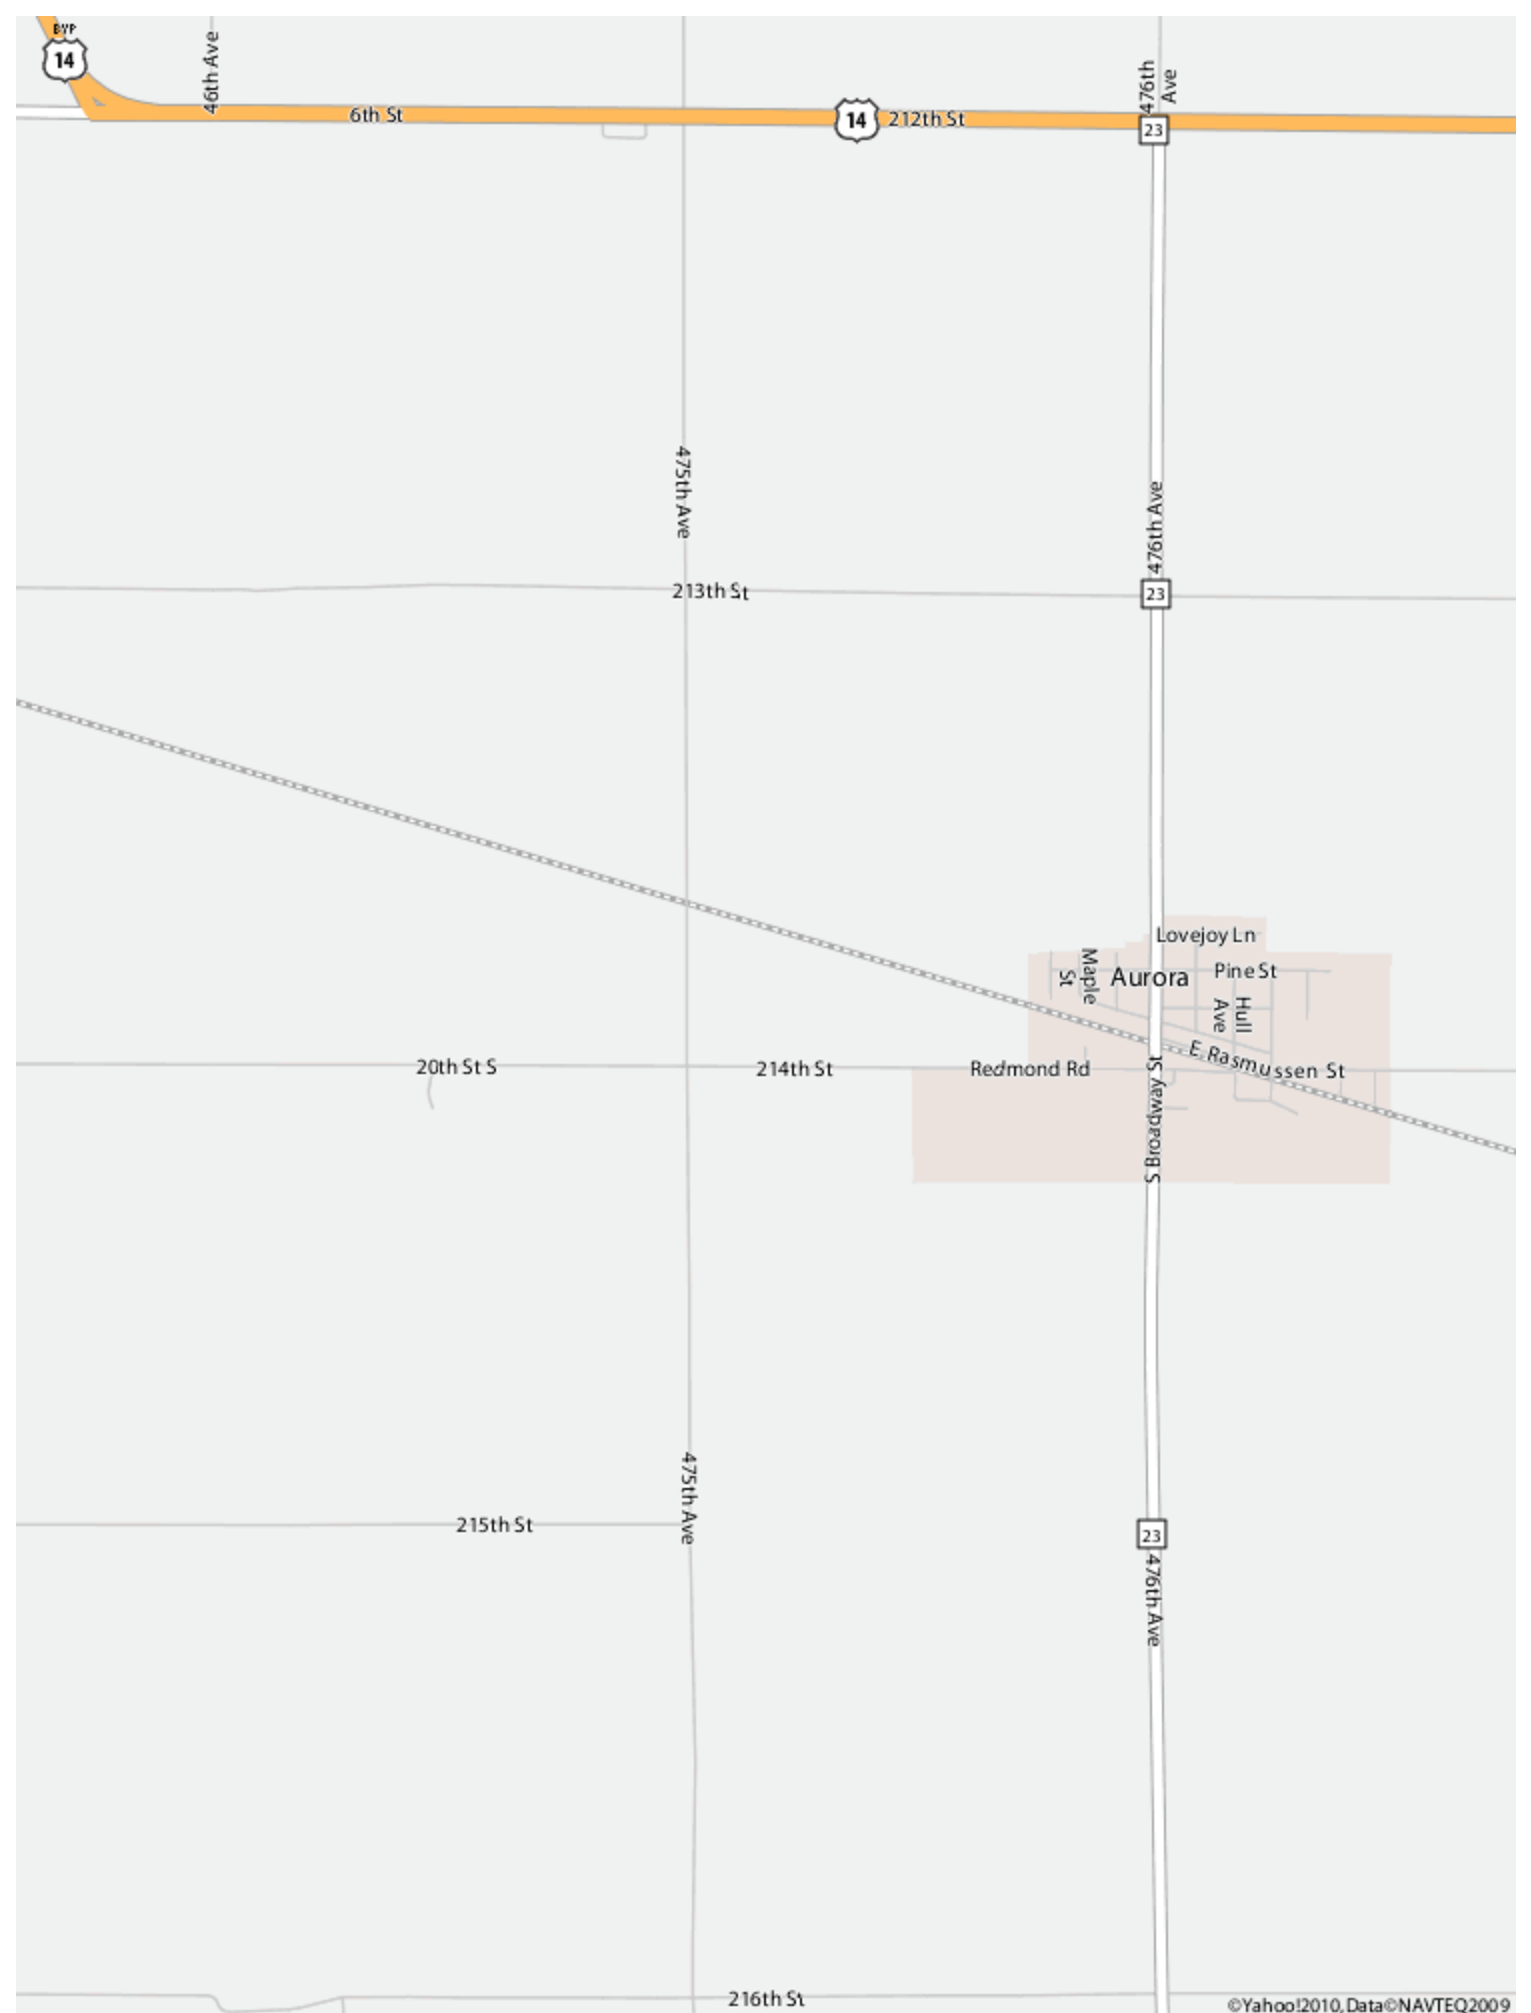 BYP
14
46th Ave
476th
Ave
6th St
14
212th St
23
475th Ave
476th Ave
213th St
23
Lovejoy Ln
Maple
St
Aurora
Pine St
Hull
Ave
E Rasmussen St
20th St S
214th St
Redmond Rd
S Broadway St
475th Ave
215th St
23
476th Ave
216th St
©Yahoo!2010, Data©NAVTEQ2009